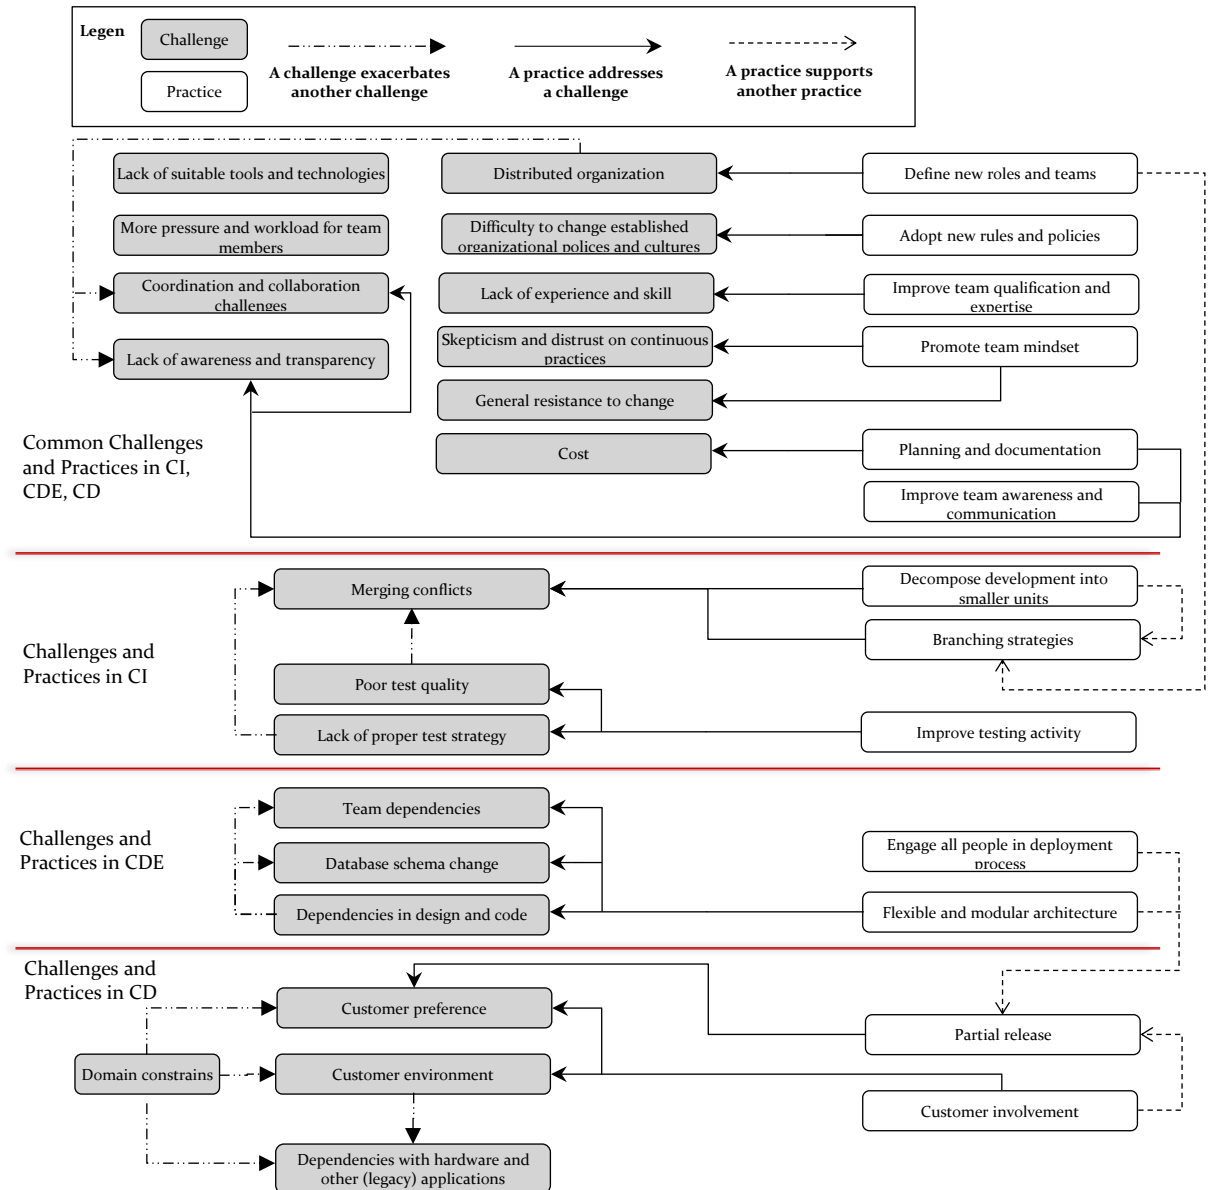 Legen
Challenge
Practice
A challenge exacerbates
another challenge
A practice addresses
a challenge
A practice supports
another practice
Lack of suitable tools and technologies
Distributed organization
Define new roles and teams
More pressure and workload for team
members
Difficulty to change established
organizational polices and cultures
Adopt new rules and policies
Coordination and collaboration
challenges
Lack of experience and skill
Improve team qualification and
expertise
Lack of awareness and transparency
Skepticism and distrust on continuous
practices
Promote team mindset
General resistance to change
Common Challenges
and Practices in CI,
CDE, CD
Cost
Planning and documentation
Improve team awareness and
communication
Merging conflicts
Decompose development into
smaller units
Challenges and
Practices in CI
Branching strategies
Poor test quality
Lack of proper test strategy
Improve testing activity
Team dependencies
Challenges and
Practices in CDE
Database schema change
Engage all people in deployment
process
Dependencies in design and code
Flexible and modular architecture
Challenges and
Practices in CD
Customer preference
Partial release
Domain constrains
Customer environment
Customer involvement
Dependencies with hardware and
other (legacy) applications